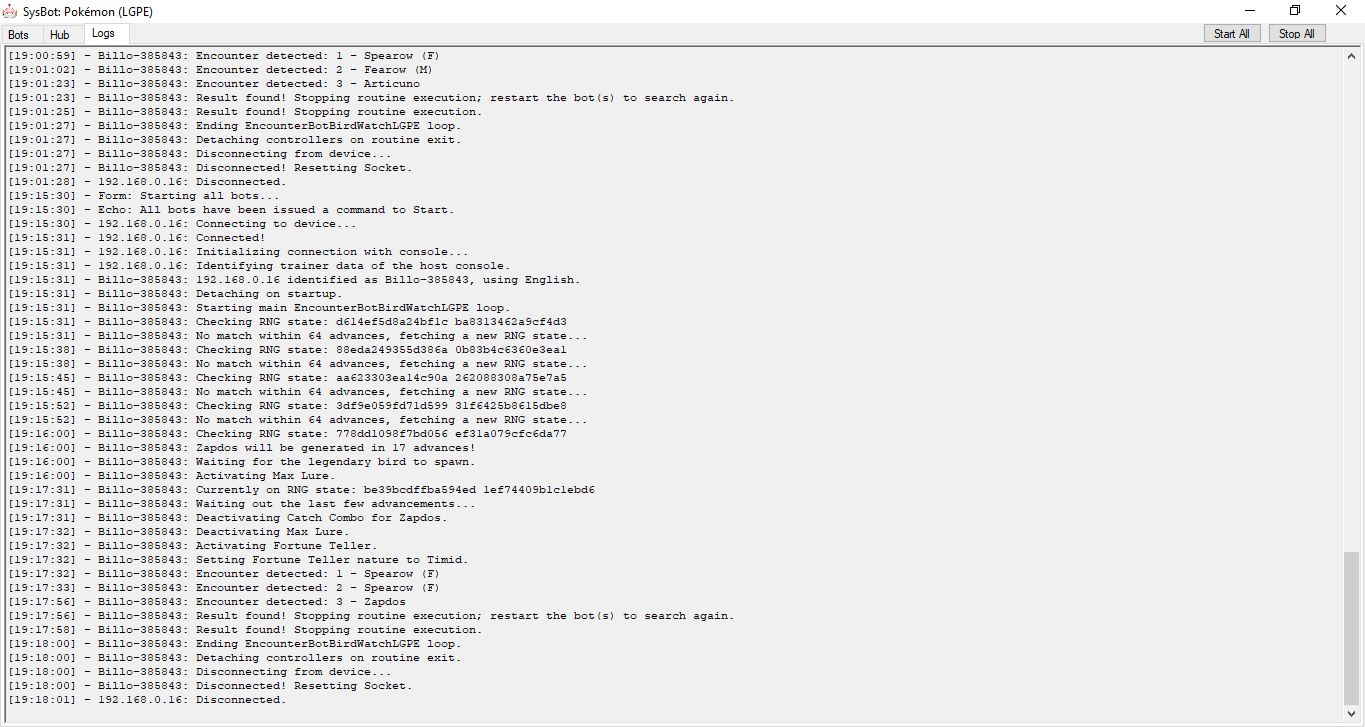 SysBot: Pokémon (LGPE)
Bots Hub Logs Start All Stop All
[19:00:59] - Billo-385843: Encounter detected: 1 - Spearow (F)
[19:01:02] - Billo-385843: Encounter detected: 2 - Fearow (M)
[19:01:23] - Billo-385843: Encounter detected: 3 - Articuno
[19:01:23] - Billo-385843: Result found! Stopping routine execution; restart the bot(s) to search again.
[19:01:25] - Billo-385843: Result found! Stopping routine execution.
[19:01:27] - Billo-385843: Ending EncounterBotBirdWatchLGPE loop.
[19:01:27] - Billo-385843: Detaching controllers on routine exit.
[19:01:27] - Billo-385843: Disconnecting from device...
[19:01:27] - Billo-385843: Disconnected! Resetting Socket.
[19:01:28] - 192.168.0.16: Disconnected.
[19:15:30] - Form: Starting all bots...
[19:15:30] - Echo: All bots have been issued a command to Start.
[19:15:30] - 192.168.0.16: Connecting to device...
[19:15:31] - 192.168.0.16: Connected!
[19:15:31] - 192.168.0.16: Initializing connection with console...
[19:15:31] - 192.168.0.16: Identifying trainer data of the host console.
[19:15:31] - Billo-385843: 192.168.0.16 identified as Billo-385843, using English.
[19:15:31] - Billo-385843: Detaching on startup.
[19:15:31] - Billo-385843: Starting main EncounterBotBirdWatchLGPE loop.
[19:15:31] - Billo-385843: Checking RNG state: d614ef5d8a24bf1c ba8313462a9cf4d3
[19:15:31] - Billo-385843: No match within 64 advances, fetching a new RNG state...
[19:15:38] - Billo-385843: Checking RNG state: 88eda249355d386a 0b83b4c6360e3ea1
[19:15:38] - Billo-385843: No match within 64 advances, fetching a new RNG state...
[19:15:45] - Billo-385843: Checking RNG state: aa623303ea14c90a 262088308a75e7a5
[19:15:45] - Billo-385843: No match within 64 advances, fetching a new RNG state...
[19:15:52] - Billo-385843: Checking RNG state: 3df9e059fd71d599 31f6425b8615dbe8
[19:15:52] - Billo-385843: No match within 64 advances, fetching a new RNG state...
[19:16:00] - Billo-385843: Checking RNG state: 778dd1098f7bd056 ef31a079cfc6da77
[19:16:00] - Billo-385843: Zapdos will be generated in 17 advances!
[19:16:00] - Billo-385843: Waiting for the legendary bird to spawn.
[19:16:00] - Billo-385843: Activating Max Lure.
[19:17:31] - Billo-385843: Currently on RNG state: be39bcdffba594ed 1ef74409b1c1ebd6
[19:17:31] - Billo-385843: Waiting out the last few advancements...
[19:17:31] - Billo-385843: Deactivating Catch Combo for Zapdos.
[19:17:32] - Billo-385843: Deactivating Max Lure.
[19:17:32] - Billo-385843: Activating Fortune Teller.
[19:17:32] - Billo-385843: Setting Fortune Teller nature to Timid.
[19:17:32] - Billo-385843: Encounter detected: 1 - Spearow (F)
[19:17:33] - Billo-385843: Encounter detected: 2 - Spearow (F)
[19:17:56] - Billo-385843: Encounter detected: 3 - Zapdos
[19:17:56] - Billo-385843: Result found! Stopping routine execution; restart the bot(s) to search again.
[19:17:58] - Billo-385843: Result found! Stopping routine execution.
[19:18:00] - Billo-385843: Ending EncounterBotBirdWatchLGPE loop.
[19:18:00] - Billo-385843: Detaching controllers on routine exit.
[19:18:00] - Billo-385843: Disconnecting from device...
[19:18:00] - Billo-385843: Disconnected! Resetting Socket.
[19:18:01] - 192.168.0.16: Disconnected.